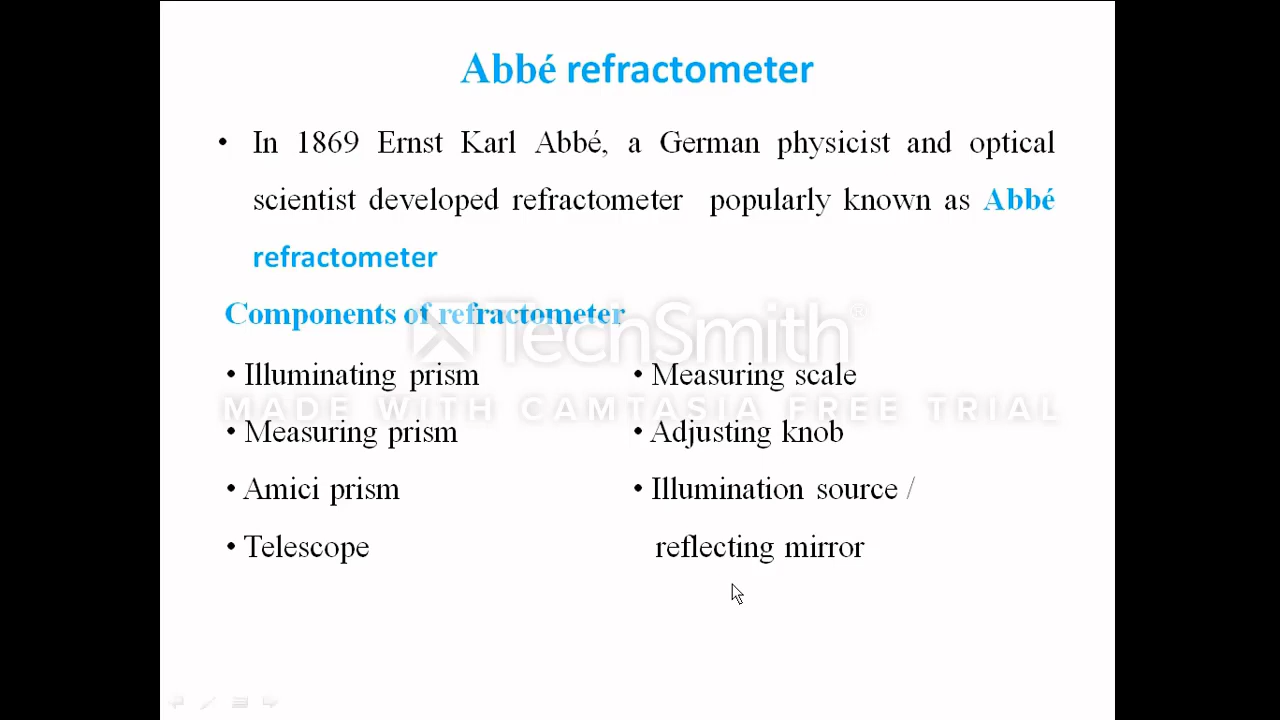 Abbé refractometer
• In 1869 Ernst Karl Abbé, a German physicist and optical
scientist developed refractometer popularly known as Abbé
refractometer
Components of refractometer
TechSmith®
• Illuminating prism
• Measuring scale
MADE WITH CAMTASIA FREE TRIAL
• Measuring prism
• Adjusting knob
• Amici prism
• Illumination source /
• Telescope
reflecting mirror